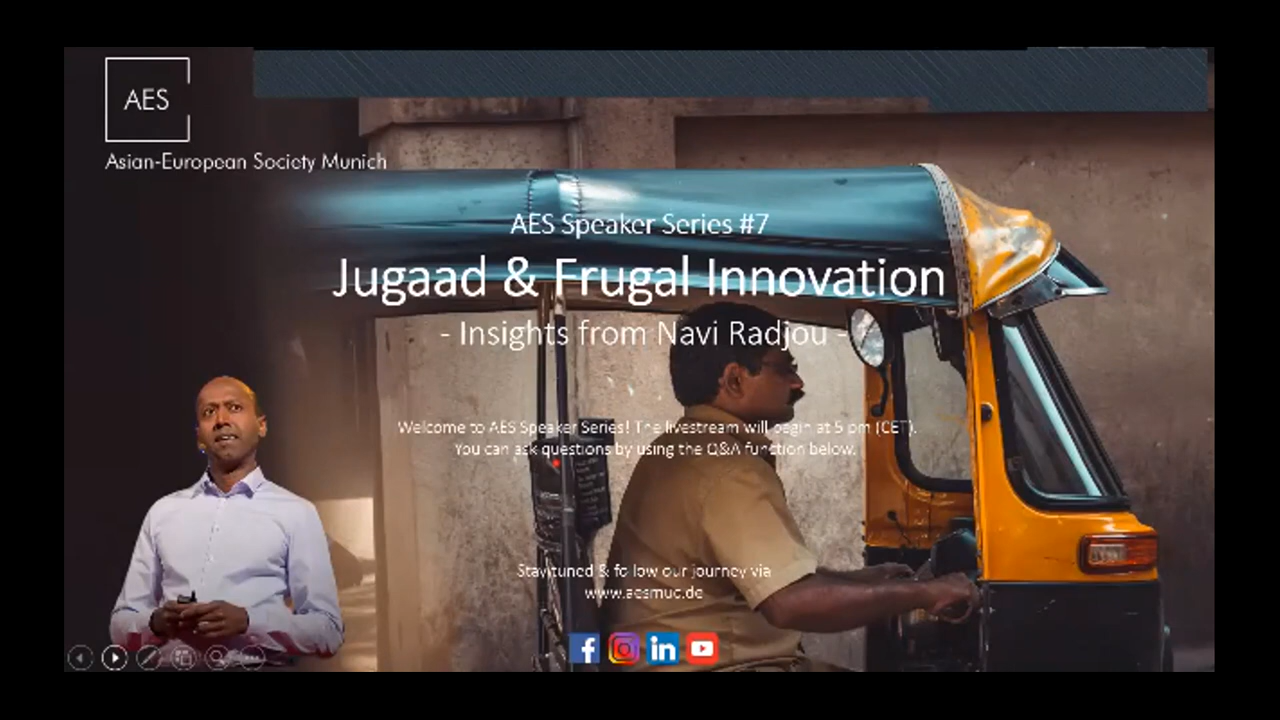 AES
Asian-European Society Munich
AES Speaker Series #7
Jugaad & Frugal Innovation
- Insights from Navi Radjou -
Welcome to AES Speaker Series! The livestream will begin at 5 pm (CET).
You can ask questions by using the Q&A function below.
Stay tuned & follow our journey via
www.aesmuc.de